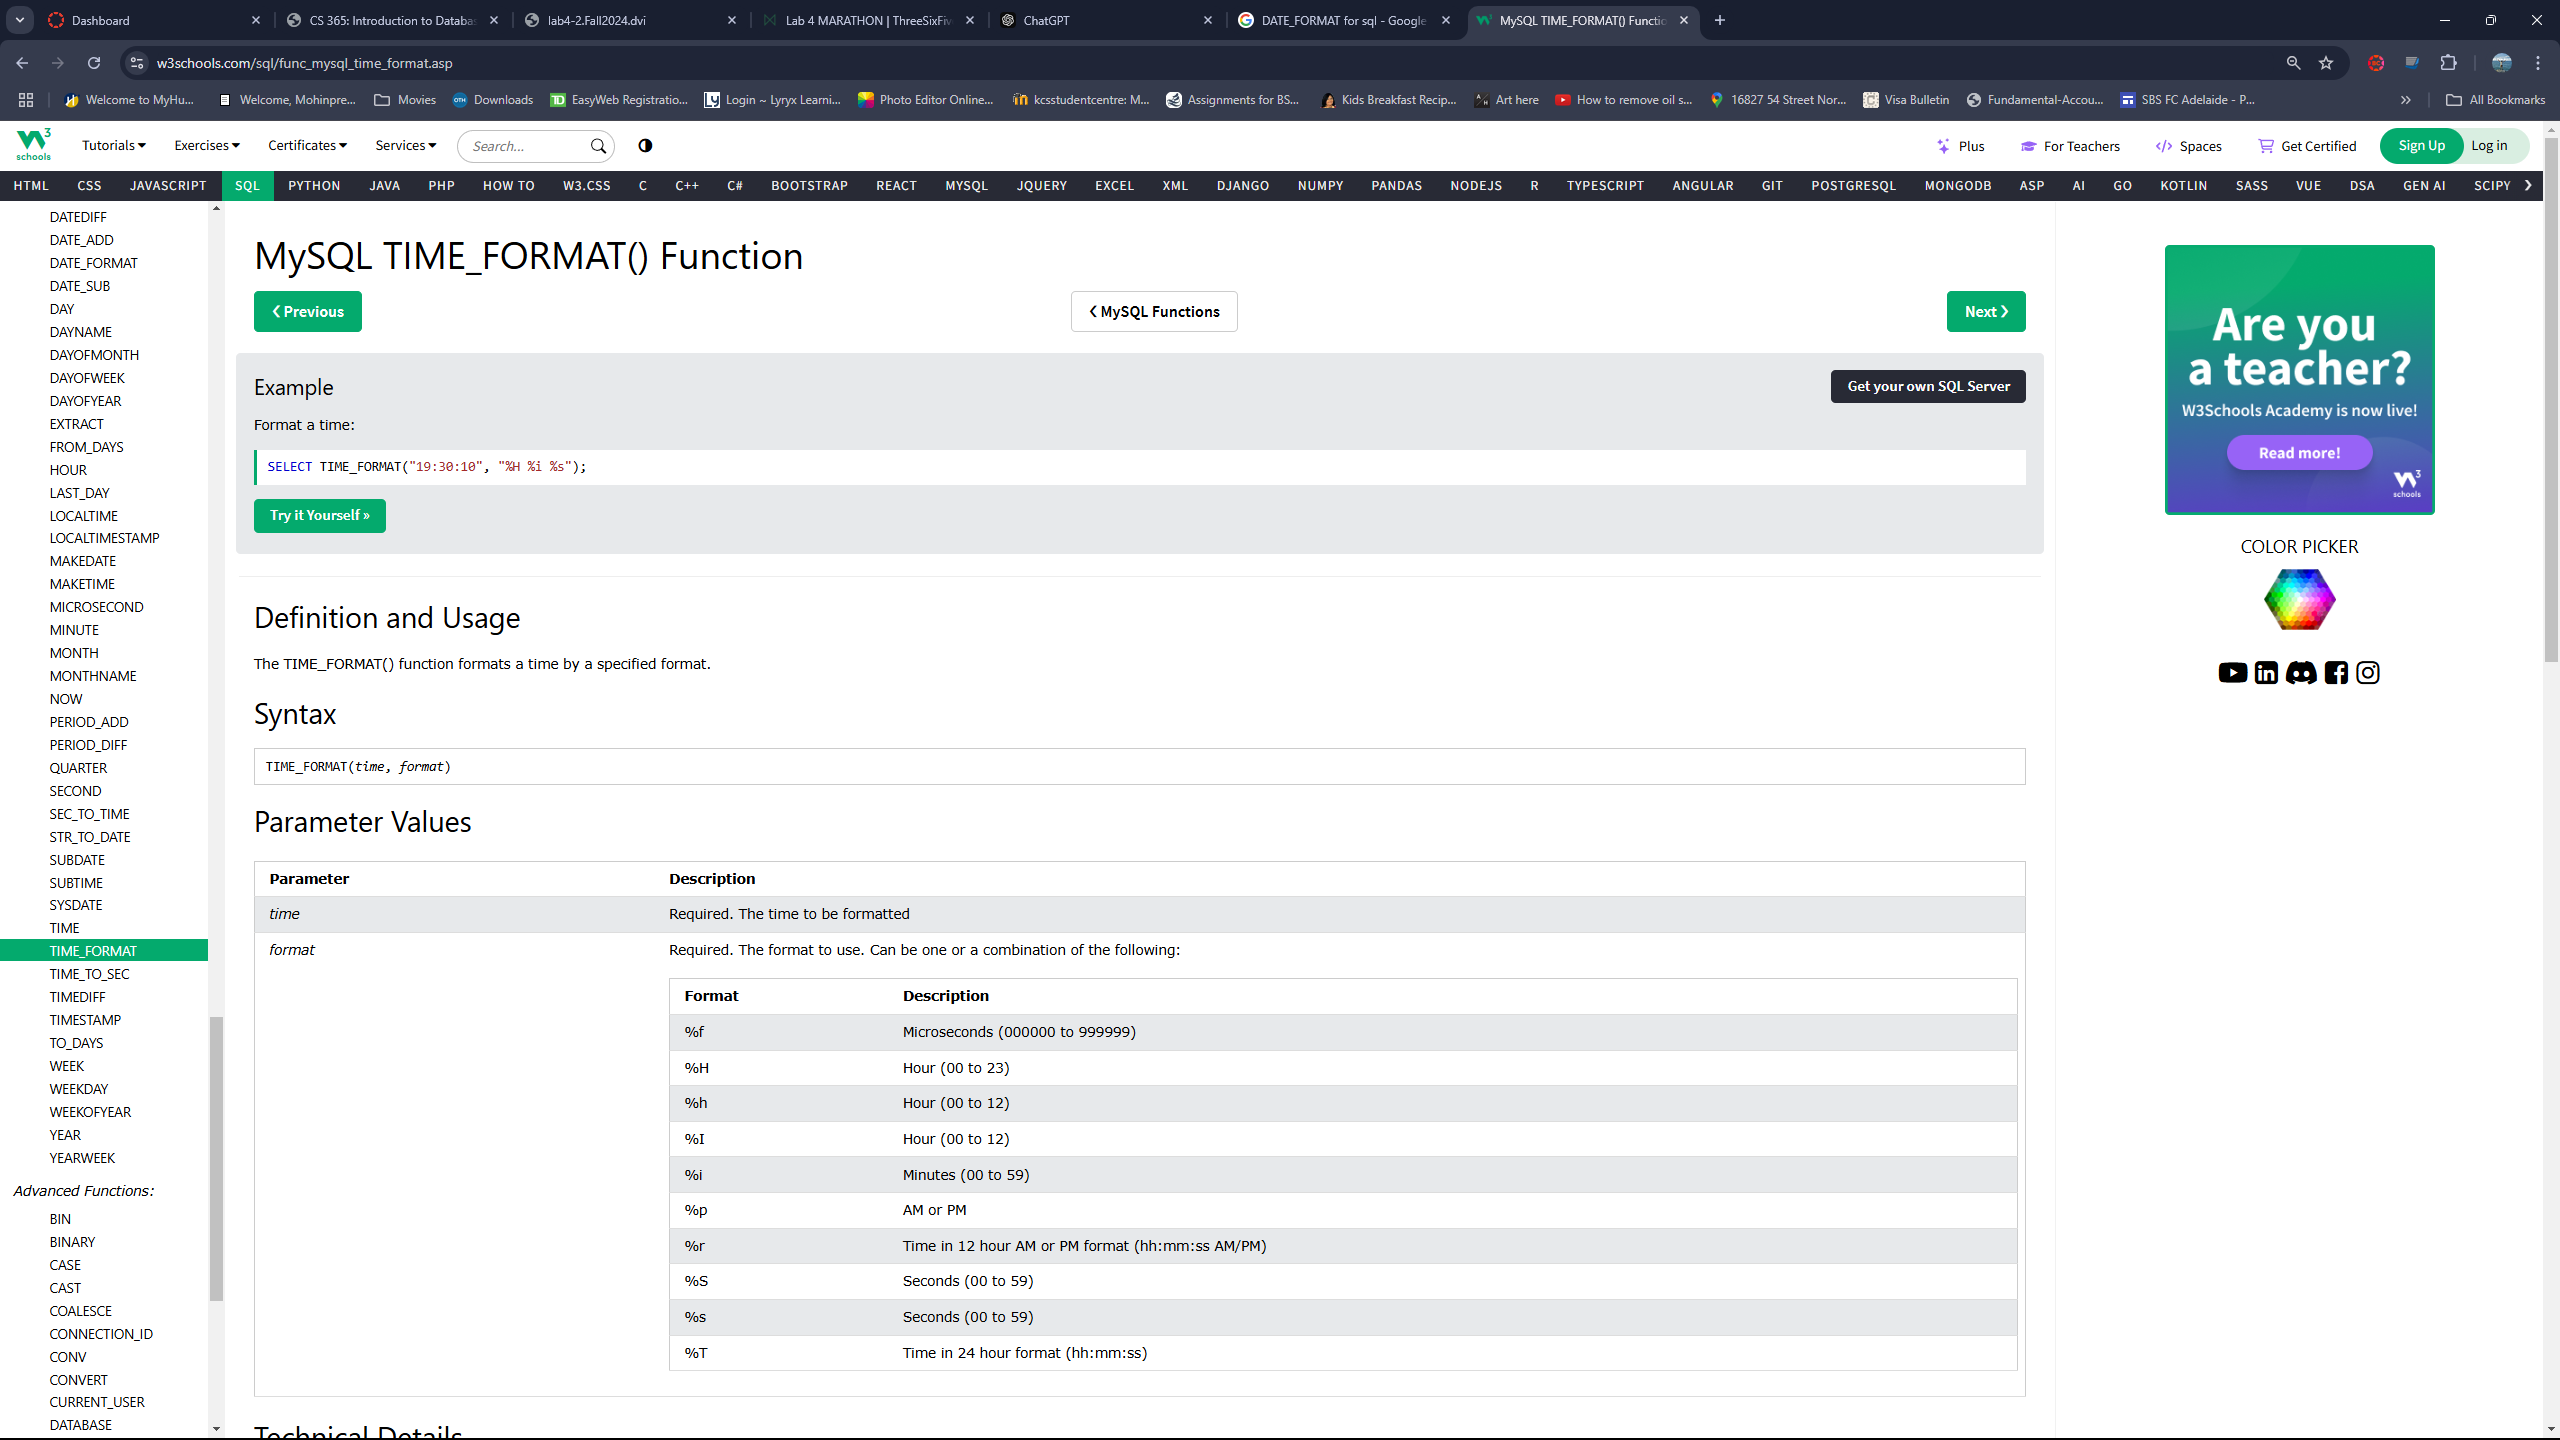 Dashboard
CS 365: Introduction to Databas
lab4-2.Fall2024.dvi
Lab 4 MARATHON | ThreeSixFiv
ChatGPT
DATE_FORMAT for sql - Google
MySQL TIME_FORMAT() Functio
w3schools.com/sql/func_mysql_time_format.asp
Welcome to MyHu...
Welcome, Mohinpre...
Movies
Downloads
EasyWeb Registratio...
Login ~ Lyryx Learni...
Photo Editor Online...
kcsstudentcentre: M...
Assignments for BS...
Kids Breakfast Recip...
Art here
How to remove oil s...
16827 54 Street Nor...
Visa Bulletin
Fundamental-Accou...
SBS FC Adelaide - P...
All Bookmarks
W3 schools
Tutorials
Exercises
Certificates
Services
Search...
Plus
For Teachers
Spaces
Get Certified
Sign Up
Log in
HTML CSS JAVASCRIPT SQL PYTHON JAVA PHP HOW TO W3.CSS C C++ C# BOOTSTRAP REACT MYSQL JQUERY EXCEL XML DJANGO NUMPY PANDAS NODEJS R TYPESCRIPT ANGULAR GIT POSTGRESQL MONGODB ASP AI GO KOTLIN SASS VUE DSA GEN AI SCIPY
DATEDIFF
DATE_ADD
DATE_FORMAT
DATE_SUB
DAY
DAYNAME
DAYOFMONTH
DAYOFWEEK
DAYOFYEAR
EXTRACT
FROM_DAYS
HOUR
LAST_DAY
LOCALTIME
LOCALTIMESTAMP
MAKEDATE
MAKETIME
MICROSECOND
MINUTE
MONTH
MONTHNAME
NOW
PERIOD_ADD
PERIOD_DIFF
QUARTER
SECOND
SEC_TO_TIME
STR_TO_DATE
SUBDATE
SUBTIME
SYSDATE
TIME
TIME_FORMAT
TIME_TO_SEC
TIMEDIFF
TIMESTAMP
TO_DAYS
WEEK
WEEKDAY
WEEKOFYEAR
YEAR
YEARWEEK
Advanced Functions:
BIN
BINARY
CASE
CAST
COALESCE
CONNECTION_ID
CONV
CONVERT
CURRENT_USER
DATABASE
MySQL TIME_FORMAT() Function
❮ Previous
❮ MySQL Functions
Next ❯
Example
Get your own SQL Server
Format a time:
SELECT TIME_FORMAT("19:30:10", "%H %i %s");
Try it Yourself »
Definition and Usage
The TIME_FORMAT() function formats a time by a specified format.
Syntax
TIME_FORMAT(time, format)
Parameter Values
Parameter Description
time Required. The time to be formatted
format Required. The format to use. Can be one or a combination of the following:
Format Description
%f Microseconds (000000 to 999999)
%H Hour (00 to 23)
%h Hour (00 to 12)
%I Hour (00 to 12)
%i Minutes (00 to 59)
%p AM or PM
%r Time in 12 hour AM or PM format (hh:mm:ss AM/PM)
%S Seconds (00 to 59)
%s Seconds (00 to 59)
%T Time in 24 hour format (hh:mm:ss)
Technical Details
Are you
a teacher?
W3Schools Academy is now live!
Read more!
W3 schools
COLOR PICKER